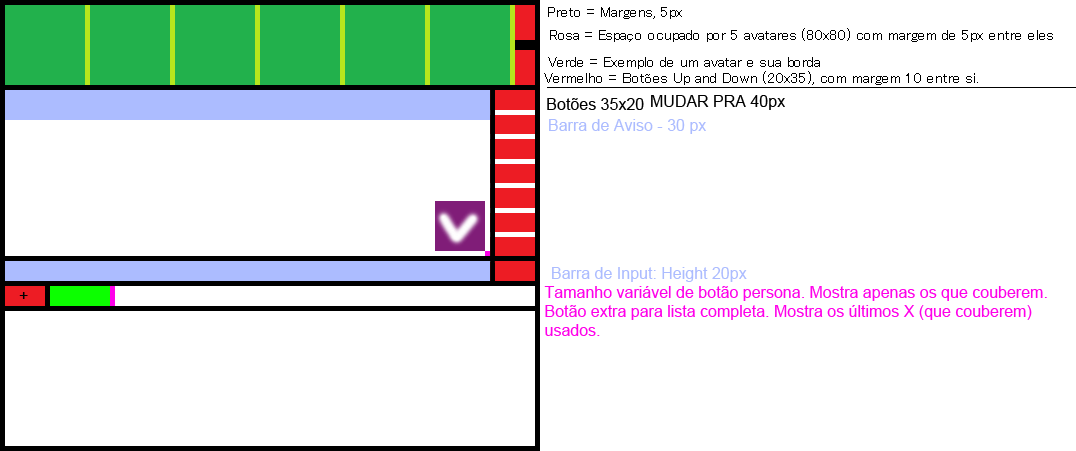 Preto = Margens, 5px
Rosa = Espaço ocupado por 5 avatares (80x80) com margem de 5px entre eles
Verde = Exemplo de um avatar e sua borda
Vermelho = Botões Up and Down (20x35), com margem 10 entre si.
Botões 35x20 MUDAR PRA 40px
Barra de Aviso - 30 px
Barra de Input: Height 20px
+
Tamanho variável de botão persona. Mostra apenas os que couberem.
Botão extra para lista completa. Mostra os últimos X (que couberem)
usados.